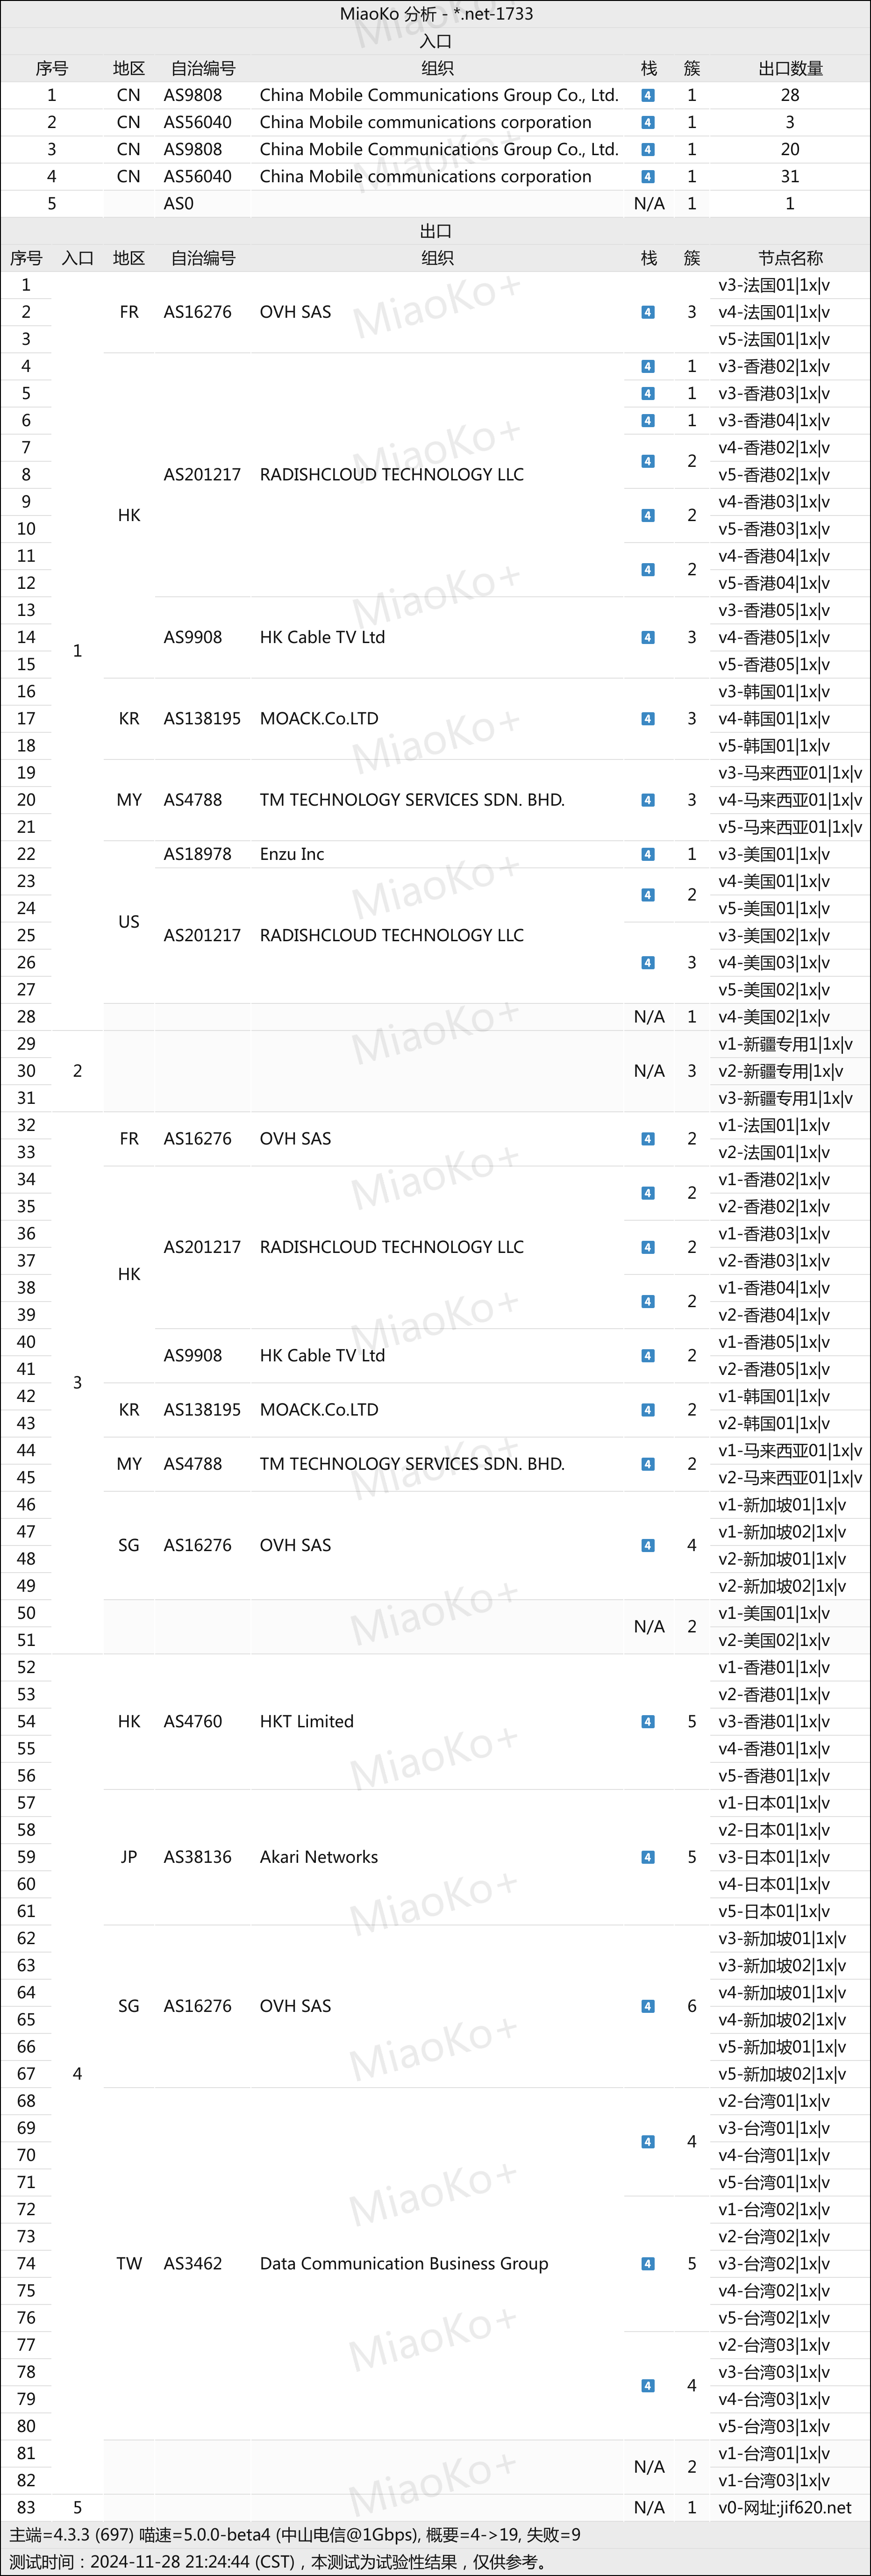 MiaoKo 分析 - *.net-1733
入口
序号 地区 自治编号 组织 栈 簇 出口数量
1 CN AS9808 China Mobile Communications Group Co., Ltd. 4 1 28
2 CN AS56040 China Mobile communications corporation 4 1 3
3 CN AS9808 China Mobile Communications Group Co., Ltd. 4 1 20
4 CN AS56040 China Mobile communications corporation 4 1 31
5 AS0 N/A 1 1
出口
序号 入口 地区 自治编号 组织 栈 簇 节点名称
1 v3-法国01|1x|v
2 FR AS16276 OVH SAS 4 3 v4-法国01|1x|v
3 v5-法国01|1x|v
4 4 1 v3-香港02|1x|v
5 4 1 v3-香港03|1x|v
6 4 1 v3-香港04|1x|v
7 4 2 v4-香港02|1x|v
8 AS201217 RADISHCLOUD TECHNOLOGY LLC v5-香港02|1x|v
9 HK 4 2 v4-香港03|1x|v
10 v5-香港03|1x|v
11 4 2 v4-香港04|1x|v
12 v5-香港04|1x|v
13 v3-香港05|1x|v
14 1 AS9908 HK Cable TV Ltd 4 3 v4-香港05|1x|v
15 v5-香港05|1x|v
16 v3-韩国01|1x|v
17 KR AS138195 MOACK.Co.LTD 4 3 v4-韩国01|1x|v
18 v5-韩国01|1x|v
19 v3-马来西亚01|1x|v
20 MY AS4788 TM TECHNOLOGY SERVICES SDN. BHD. 4 3 v4-马来西亚01|1x|v
21 v5-马来西亚01|1x|v
22 AS18978 Enzu Inc 4 1 v3-美国01|1x|v
23 4 2 v4-美国01|1x|v
24 US v5-美国01|1x|v
25 AS201217 RADISHCLOUD TECHNOLOGY LLC v3-美国02|1x|v
26 4 3 v4-美国03|1x|v
27 v5-美国02|1x|v
28 N/A 1 v4-美国02|1x|v
29 v1-新疆专用1|1x|v
30 2 N/A 3 v2-新疆专用|1x|v
31 v3-新疆专用1|1x|v
32 FR AS16276 OVH SAS 4 2 v1-法国01|1x|v
33 v2-法国01|1x|v
34 4 2 v1-香港02|1x|v
35 v2-香港02|1x|v
36 AS201217 RADISHCLOUD TECHNOLOGY LLC 4 2 v1-香港03|1x|v
37 HK v2-香港03|1x|v
38 4 2 v1-香港04|1x|v
39 v2-香港04|1x|v
40 AS9908 HK Cable TV Ltd 4 2 v1-香港05|1x|v
41 3 v2-香港05|1x|v
42 KR AS138195 MOACK.Co.LTD 4 2 v1-韩国01|1x|v
43 v2-韩国01|1x|v
44 MY AS4788 TM TECHNOLOGY SERVICES SDN. BHD. 4 2 v1-马来西亚01|1x|v
45 v2-马来西亚01|1x|v
46 v1-新加坡01|1x|v
47 SG AS16276 OVH SAS 4 4 v1-新加坡02|1x|v
48 v2-新加坡01|1x|v
49 v2-新加坡02|1x|v
50 N/A 2 v1-美国01|1x|v
51 v2-美国02|1x|v
52 v1-香港01|1x|v
53 v2-香港01|1x|v
54 HK AS4760 HKT Limited 4 5 v3-香港01|1x|v
55 v4-香港01|1x|v
56 v5-香港01|1x|v
57 v1-日本01|1x|v
58 v2-日本01|1x|v
59 JP AS38136 Akari Networks 4 5 v3-日本01|1x|v
60 v4-日本01|1x|v
61 v5-日本01|1x|v
62 v3-新加坡01|1x|v
63 v3-新加坡02|1x|v
64 SG AS16276 OVH SAS 4 6 v4-新加坡01|1x|v
65 v4-新加坡02|1x|v
66 v5-新加坡01|1x|v
67 4 v5-新加坡02|1x|v
68 v2-台湾01|1x|v
69 4 4 v3-台湾01|1x|v
70 v4-台湾01|1x|v
71 v5-台湾01|1x|v
72 v1-台湾02|1x|v
73 v2-台湾02|1x|v
74 TW AS3462 Data Communication Business Group 4 5 v3-台湾02|1x|v
75 v4-台湾02|1x|v
76 v5-台湾02|1x|v
77 v2-台湾03|1x|v
78 4 4 v3-台湾03|1x|v
79 v4-台湾03|1x|v
80 v5-台湾03|1x|v
81 N/A 2 v1-台湾01|1x|v
82 v1-台湾03|1x|v
83 5 N/A 1 v0-网址:jif620.net
主端=4.3.3 (697) 喵速=5.0.0-beta4 (中山电信@1Gbps), 概要=4->19, 失败=9
测试时间：2024-11-28 21:24:44 (CST)，本测试为试验性结果，仅供参考。